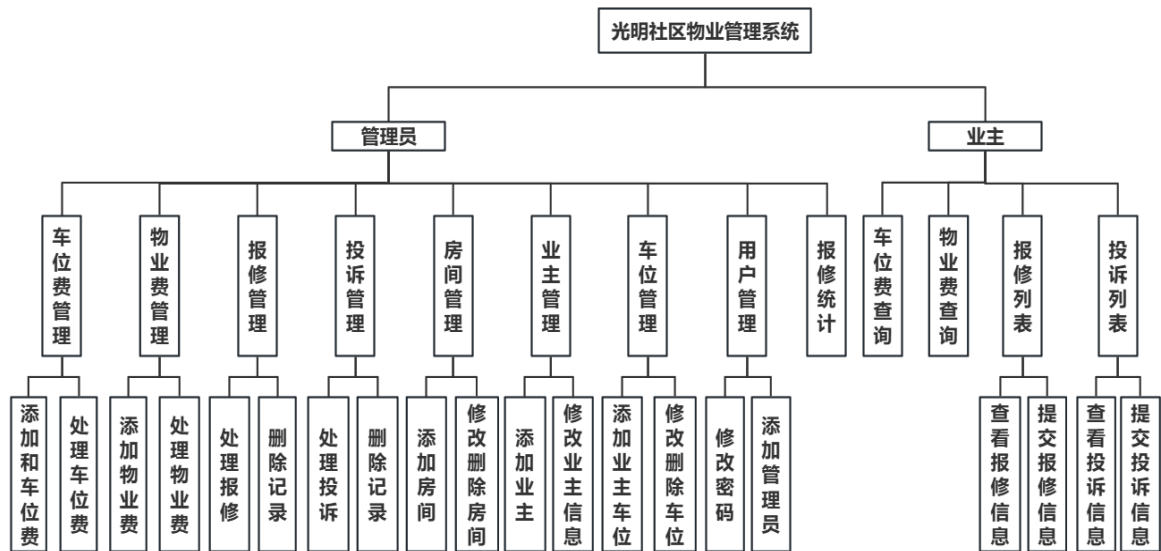 光明社区物业管理系统
管理员
业主
车位费管理
物业费管理
报修管理
投诉管理
房间管理
业主管理
车位管理
用户管理
报修统计
车位费查询
物业费查询
报修列表
投诉列表
添加和车位费
处理车位费
添加物业费
处理物业费
处理报修
删除记录
处理投诉
删除记录
添加房间
修改删除房间
添加业主
修改业主信息
添加业主车位
修改删除车位
修改密码
添加管理员
查看报修信息
提交报修信息
查看投诉信息
提交投诉信息